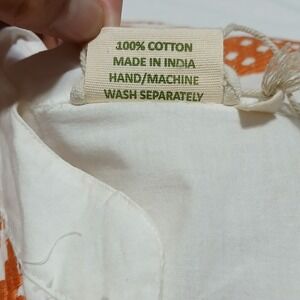 100% COTTON
MADE IN INDIA
HAND/MACHINE
WASH SEPARATELY